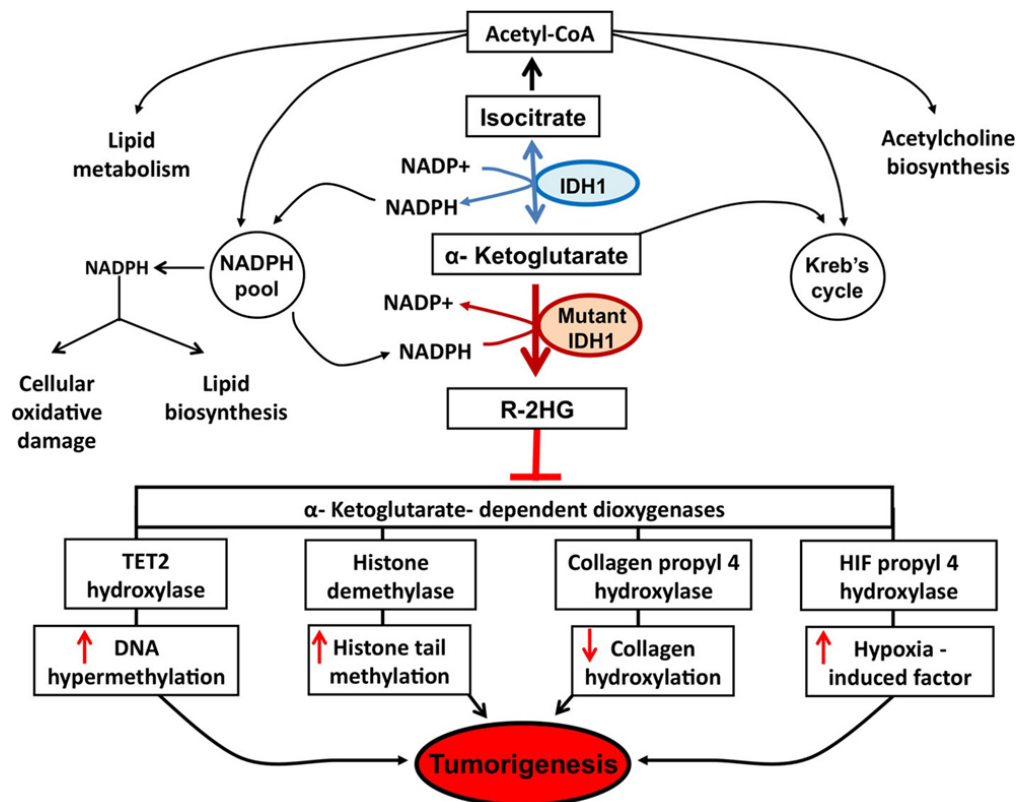 Acetyl-CoA
Isocitrate
Lipid
metabolism
Acetylcholine
biosynthesis
NADP+
IDH1
NADPH
α- Ketoglutarate
NADPH
pool
NADPH
Kreb's
cycle
NADP+
Mutant
IDH1
NADPH
Cellular
oxidative
damage
Lipid
biosynthesis
R-2HG
α- Ketoglutarate- dependent dioxygenases
TET2
hydroxylase
Histone
demethylase
Collagen propyl 4
hydroxylase
HIF propyl 4
hydroxylase
DNA
hypermethylation
Histone tail
methylation
Collagen
hydroxylation
Hypoxia -
induced factor
Tumorigenesis